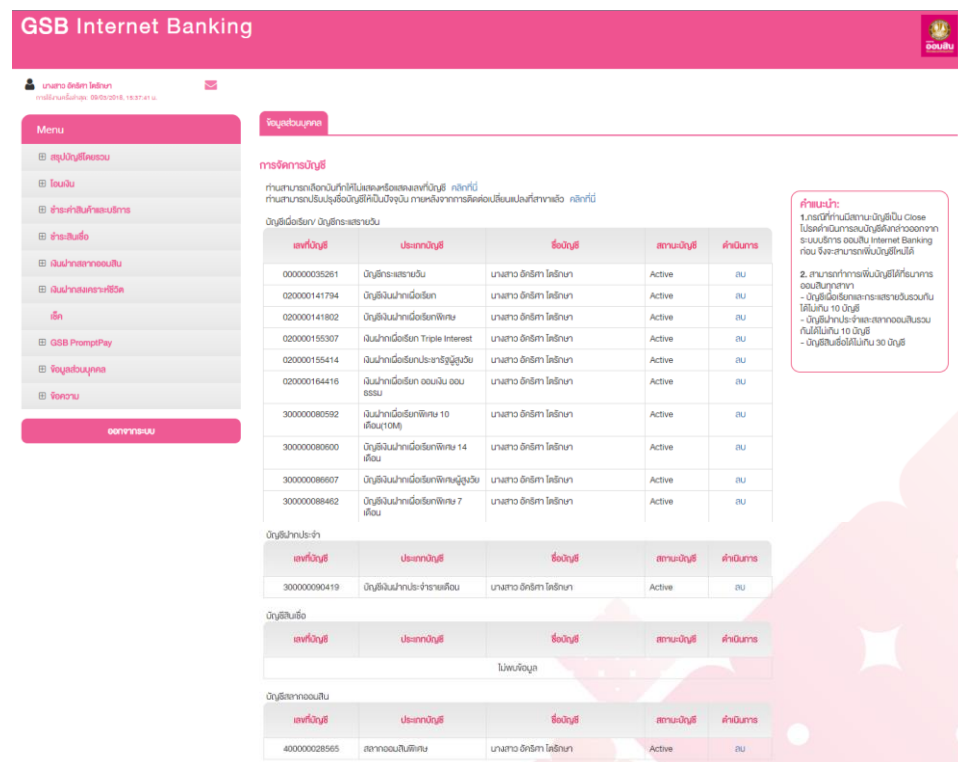 GSB Internet Banking
ออมสิน
นางสาว อัคริศา โครักษา
การใช้งานครั้งล่าสุด: 09/05/2018, 16:37:41 น.
Menu
สรุปบัญชีโดยรวม
โอนเงิน
ชำระค่าสินค้าและบริการ
ชำระสินเชื่อ
เงินฝากสลากออมสิน
เงินฝากสงเคราะห์ชีวิต
เช็ค
GSB PromptPay
ข้อมูลส่วนบุคคล
ข้อความ
ออกจากระบบ
ข้อมูลส่วนบุคคล
การจัดการบัญชี
ท่านสามารถเลือกบันทึกให้ไม่แสดงหรือแสดงเลขที่บัญชี คลิกที่นี่
ท่านสามารถปรับปรุงชื่อบัญชีให้เป็นปัจจุบัน ภายหลังจากการติดต่อเปลี่ยนแปลงที่สาขาแล้ว คลิกที่นี่
บัญชีเผื่อเรียก/ บัญชีกระแสรายวัน
เลขที่บัญชี ประเภทบัญชี ชื่อบัญชี สถานะบัญชี ดำเนินการ
000000035261 บัญชีกระแสรายวัน นางสาว อัคริศา โครักษา Active ลบ
020000141794 บัญชีเงินฝากเผื่อเรียก นางสาว อัคริศา โครักษา Active ลบ
020000141802 บัญชีเงินฝากเผื่อเรียกพิเศษ นางสาว อัคริศา โครักษา Active ลบ
020000155307 เงินฝากเผื่อเรียก Triple Interest นางสาว อัคริศา โครักษา Active ลบ
020000155414 เงินฝากเผื่อเรียกประชารัฐผู้สูงวัย นางสาว อัคริศา โครักษา Active ลบ
020000164416 เงินฝากเผื่อเรียก ออมเงิน ออม นางสาว อัคริศา โครักษา Active ลบ
ธรรม
300000080592 เงินฝากเผื่อเรียกพิเศษ 10 นางสาว อัคริศา โครักษา Active ลบ
เดือน(10M)
300000080600 บัญชีเงินฝากเผื่อเรียกพิเศษ 14 นางสาว อัคริศา โครักษา Active ลบ
เดือน
300000086607 บัญชีเงินฝากเผื่อเรียกพิเศษผู้สูงวัย นางสาว อัคริศา โครักษา Active ลบ
300000088462 บัญชีเงินฝากเผื่อเรียกพิเศษ 7 นางสาว อัคริศา โครักษา Active ลบ
เดือน
บัญชีฝากประจำ
เลขที่บัญชี ประเภทบัญชี ชื่อบัญชี สถานะบัญชี ดำเนินการ
300000090419 บัญชีเงินฝากประจำรายเดือน นางสาว อัคริศา โครักษา Active ลบ
บัญชีสินเชื่อ
เลขที่บัญชี ประเภทบัญชี ชื่อบัญชี สถานะบัญชี ดำเนินการ
ไม่พบข้อมูล
บัญชีสลากออมสิน
เลขที่บัญชี ประเภทบัญชี ชื่อบัญชี สถานะบัญชี ดำเนินการ
400000028565 สลากออมสินพิเศษ นางสาว อัคริศา โครักษา Active ลบ
คำแนะนำ:
1.กรณีที่ท่านมีสถานะบัญชีเป็น Close
โปรดดำเนินการลบบัญชีดังกล่าวออกจาก
ระบบบริการ ออมสิน Internet Banking
ก่อน จึงจะสามารถเพิ่มบัญชีใหม่ได้
2. สามารถทำการเพิ่มบัญชีได้ที่ธนาคาร
ออมสินทุกสาขา
- บัญชีเผื่อเรียกและกระแสรายวันรวมกัน
ได้ไม่เกิน 10 บัญชี
- บัญชีฝากประจำและสลากออมสินรวม
กันได้ไม่เกิน 10 บัญชี
- บัญชีสินเชื่อได้ไม่เกิน 30 บัญชี